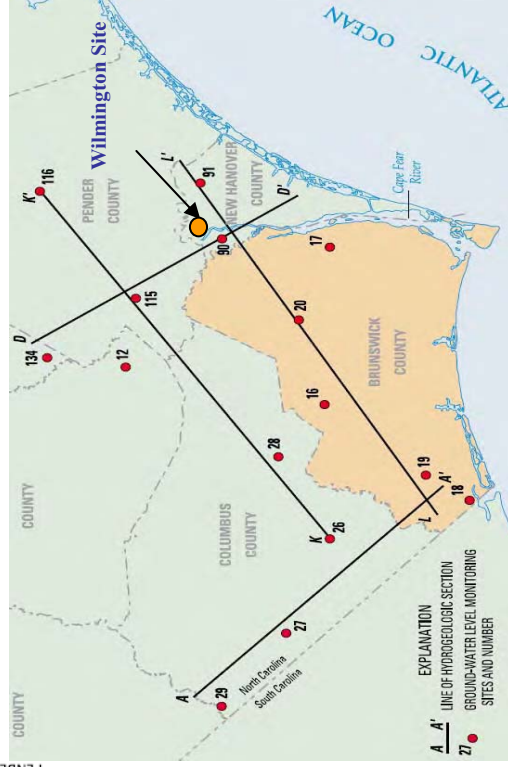 ATLANTIC
OCEAN
Wilmington Site
K'
116
PENDER
COUNTY
L'
91
NEW HANOVER
COUNTY
D'
Cape Fear
River
90
17
115
20
D
134
12
BRUNSWICK
COUNTY
16
28
19
A'
18
L
COUNTY
COLUMBUS
COUNTY
K
26
27
North Carolina
South Carolina
A
29
COUNTY
EXPLANATION
A A' LINE OF HYDROGEOLOGIC SECTION
27 GROUND-WATER LEVEL MONITORING
SITES AND NUMBER